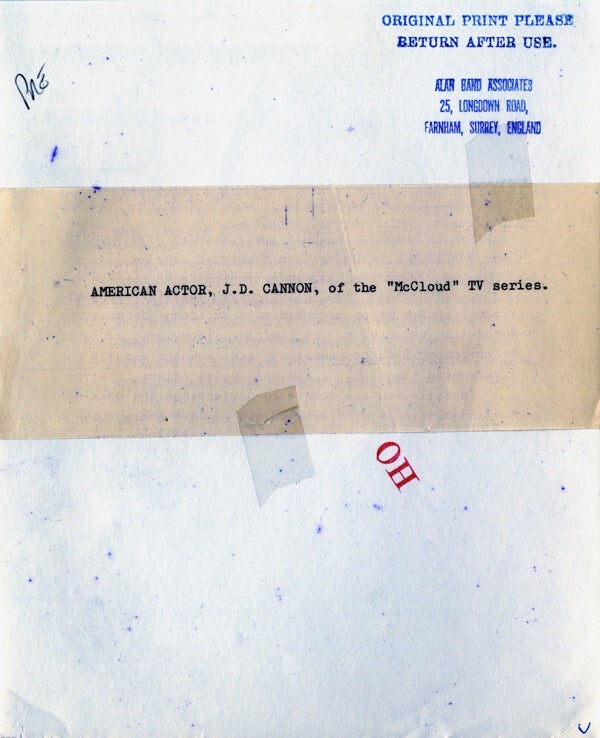 ORIGINAL PRINT PLEASE
RETURN AFTER USE.
ALAN BAND ASSOCIATES
25, LONGDOWN ROAD,
FARNHAM, SURREY, ENGLAND
AMERICAN ACTOR, J.D. CANNON, of the "McCloud" TV series.
HO